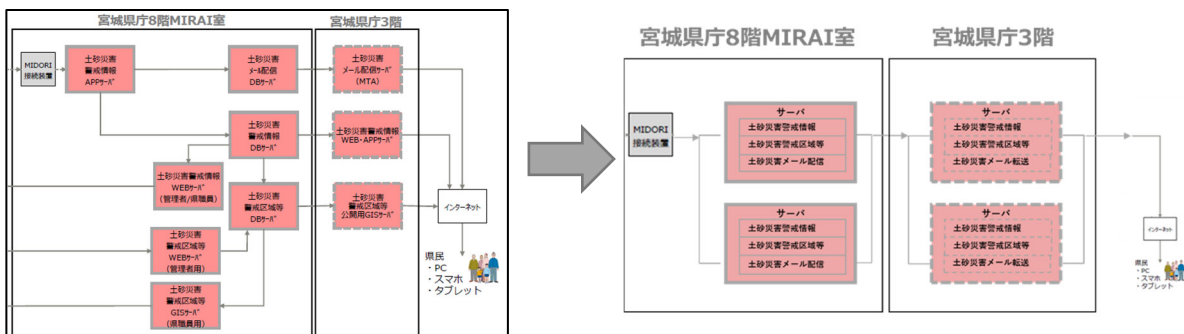 宮城県庁8階MIRAI室
宮城県庁3階
MIDORI
接続装置
土砂災害
警戒情報
APPサーバ
土砂災害
メール配信
DBサーバ
土砂災害
メール配信サーバ
(MTA)
土砂災害
警戒情報
DBサーバ
土砂災害警戒情報
WEB・APPサーバ
土砂災害警戒情報
WEBサーバ
(管理者/県職員)
土砂災害
警戒区域等
DBサーバ
土砂災害
警戒区域等
公開用GISサーバ
インターネット
土砂災害
警戒区域等
WEBサーバ
(管理者用)
土砂災害
警戒区域等
GISサーバ
(県職員用)
県民
・PC
・スマホ
・タブレット
宮城県庁8階MIRAI室
宮城県庁3階
MIDORI
接続装置
サーバ
土砂災害警戒情報
土砂災害警戒区域等
土砂災害メール配信
サーバ
土砂災害警戒情報
土砂災害警戒区域等
土砂災害メール配信
サーバ
土砂災害警戒情報
土砂災害警戒区域等
土砂災害メール転送
サーバ
土砂災害警戒情報
土砂災害警戒区域等
土砂災害メール転送
インターネット
県民
・PC
・スマホ
・タブレット